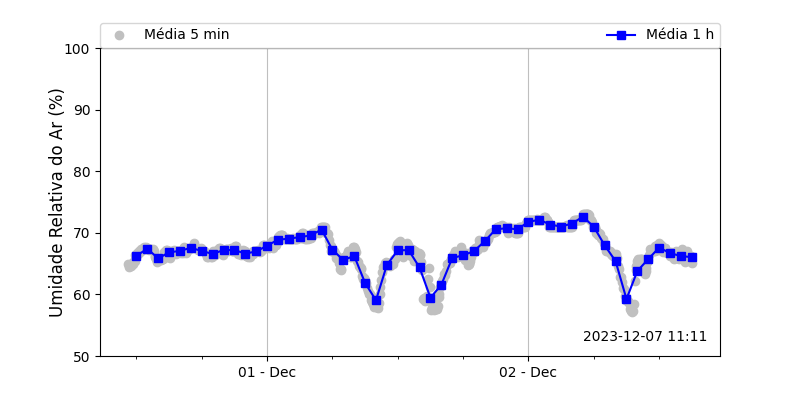 Média 5 min
Média 1 h
100
90
80
70
60
50
Umidade Relativa do Ar (%)
2023-12-07 11:11
01 - Dec
02 - Dec